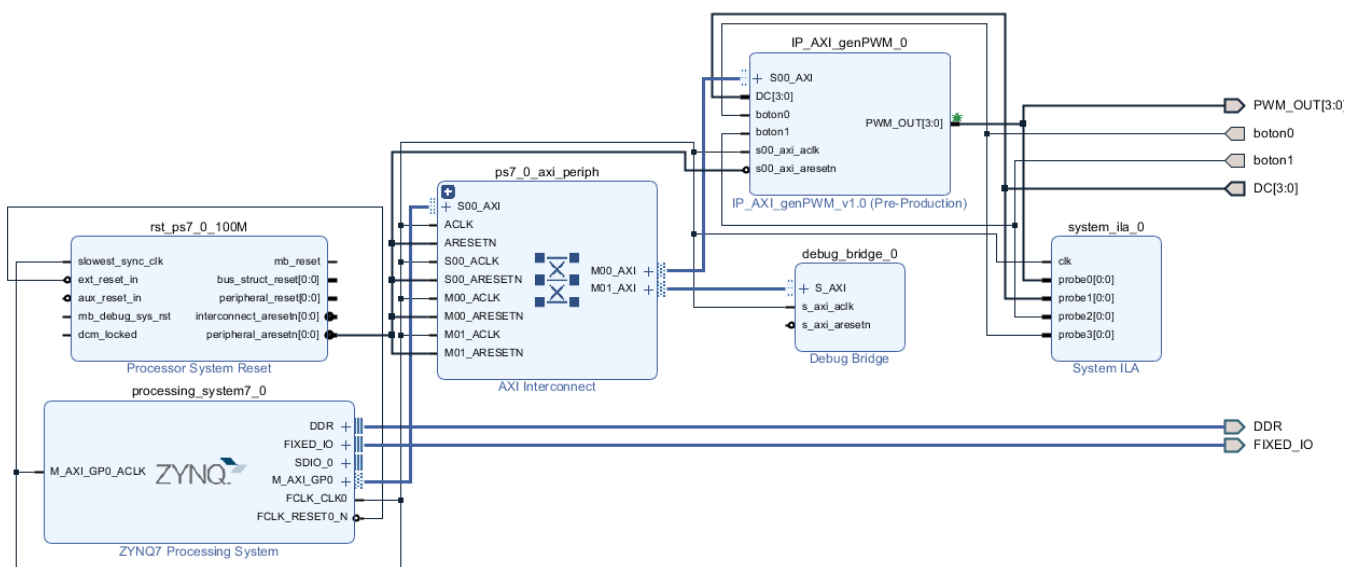 IP_AXI_genPWM_0
S00_AXI
DC[3:0]
boton0
boton1
s00_axi_aclk
s00_axi_aresetn
PWM_OUT[3:0]
IP_AXI_genPWM_v1.0 (Pre-Production)
PWM_OUT[3:0
boton0
boton1
DC[3:0]
ps7_0_axi_periph
S00_AXI
ACLK
ARESETN
S00_ACLK
S00_ARESETN
M00_ACLK
M00_ARESETN
M01_ACLK
M01_ARESETN
M00_AXI
M01_AXI
AXI Interconnect
rst_ps7_0_100M
slowest_sync_clk
ext_reset_in
aux_reset_in
mb_debug_sys_rst
dcm_locked
mb_reset
bus_struct_reset[0:0]
peripheral_reset[0:0]
interconnect_aresetn[0:0]
peripheral_aresetn[0:0]
Processor System Reset
debug_bridge_0
S_AXI
s_axi_aclk
s_axi_aresetn
Debug Bridge
system_ila_0
clk
probe0[0:0]
probe1[0:0]
probe2[0:0]
probe3[0:0]
System ILA
processing_system7_0
M_AXI_GP0_ACLK
ZYNQ
DDR
FIXED_IO
SDIO_0
M_AXI_GP0
FCLK_CLK0
FCLK_RESET0_N
ZYNQ7 Processing System
DDR
FIXED_IO